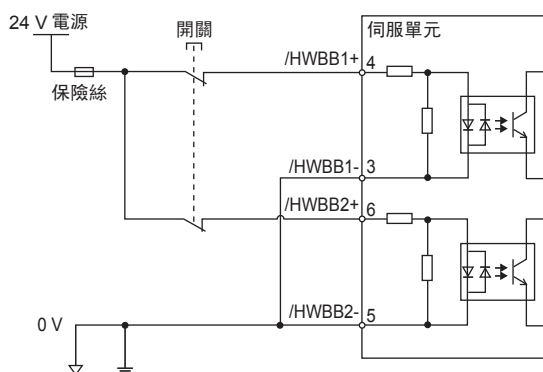 24 V 電源
開關
伺服單元
/HWBB1+ 4
保險絲
/HWBB1- 3
/HWBB2+ 6
/HWBB2- 5
0 V